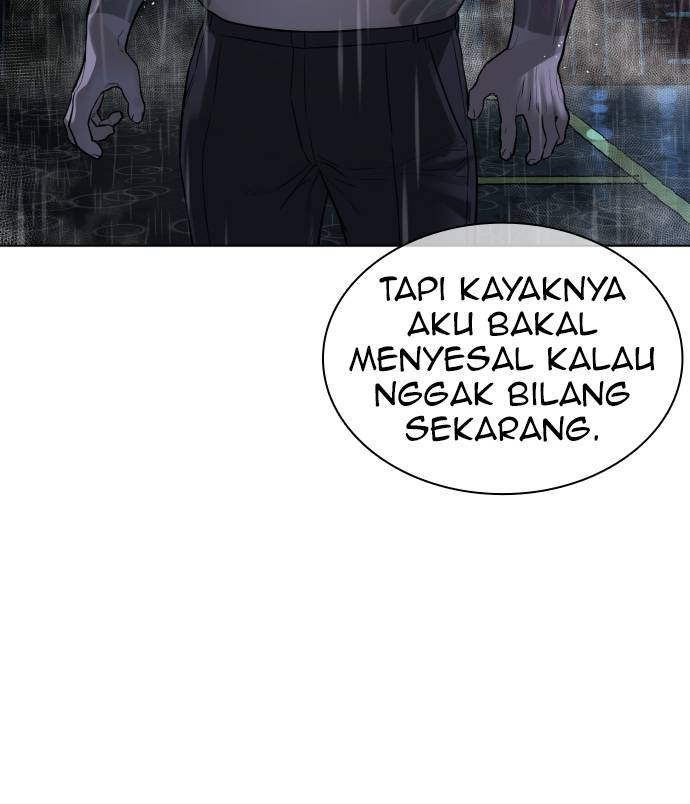 TAPI KAYAKNYA
AKU BAKAL
MENYESAL KALAU
NGGAK BILANG
SEKARANG.